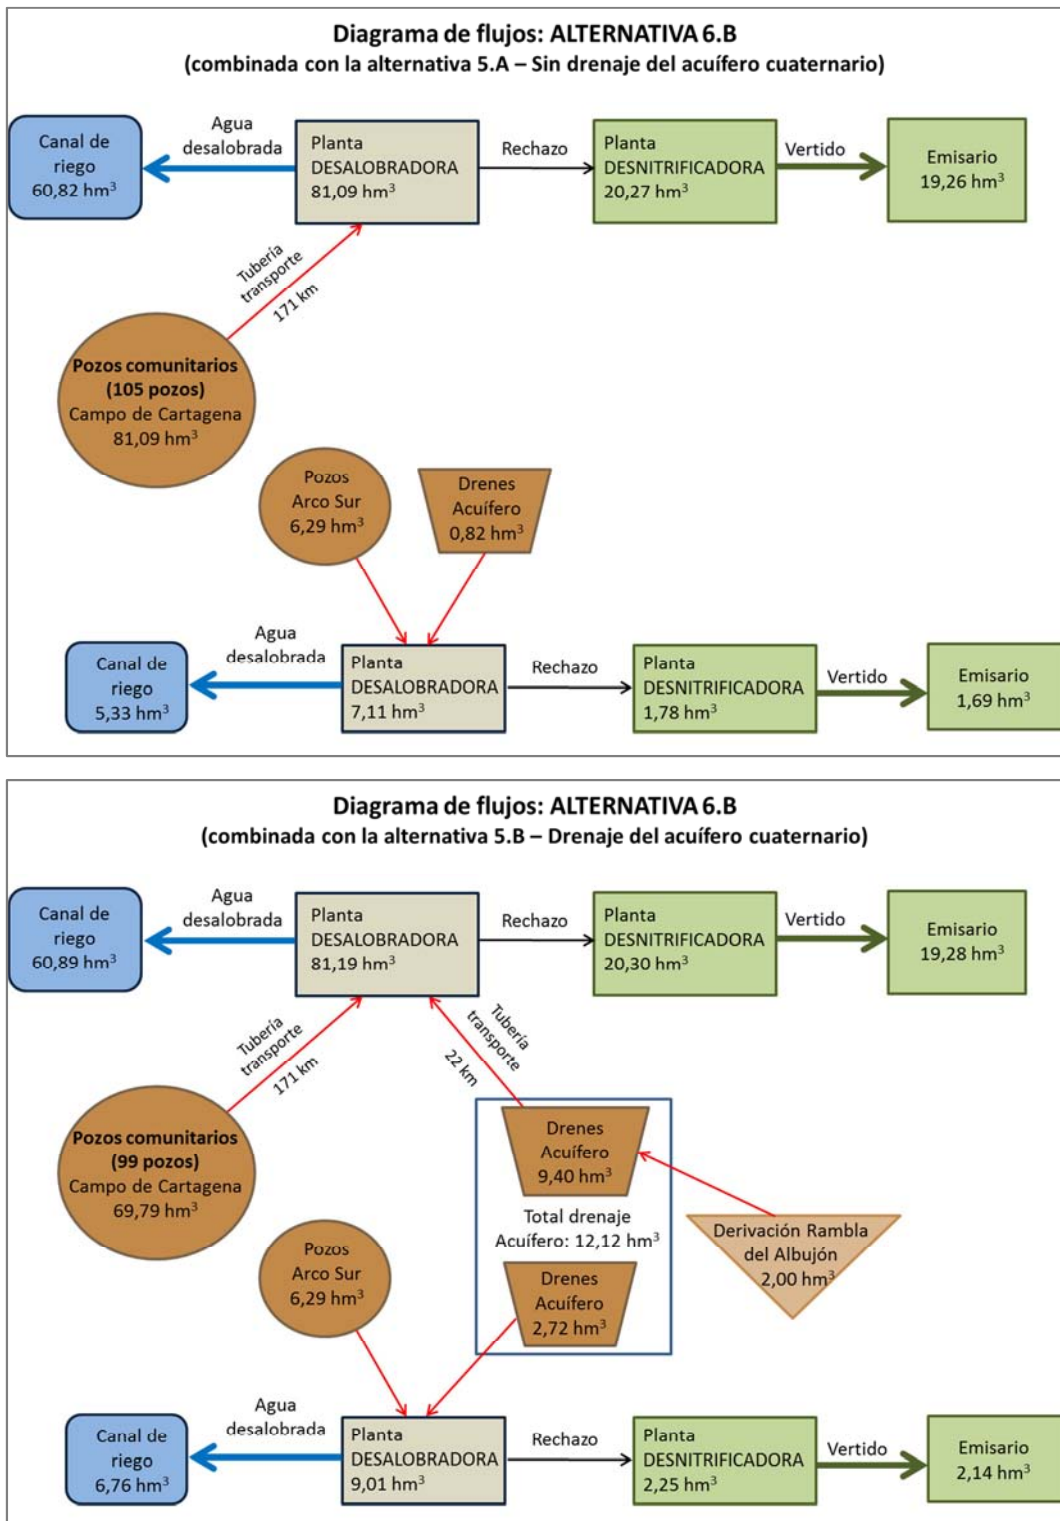 Diagrama de flujos: ALTERNATIVA 6.B
(combinada con la alternativa 5.A – Sin drenaje del acuífero cuaternario)
Canal de
riego
60,82 hm³
Agua
desalobrada
Planta
DESALOBRADORA
81,09 hm³
Rechazo
Planta
DESNITRIFICADORA
20,27 hm³
Vertido
Emisario
19,26 hm³
Tubería
transporte
171 km
Pozos comunitarios
(105 pozos)
Campo de Cartagena
81,09 hm³
Pozos
Arco Sur
6,29 hm³
Drenes
Acuífero
0,82 hm³
Canal de
riego
5,33 hm³
Agua
desalobrada
Planta
DESALOBRADORA
7,11 hm³
Rechazo
Planta
DESNITRIFICADORA
1,78 hm³
Vertido
Emisario
1,69 hm³
Diagrama de flujos: ALTERNATIVA 6.B
(combinada con la alternativa 5.B – Drenaje del acuífero cuaternario)
Canal de
riego
60,89 hm³
Agua
desalobrada
Planta
DESALOBRADORA
81,19 hm³
Rechazo
Planta
DESNITRIFICADORA
20,30 hm³
Vertido
Emisario
19,28 hm³
Tubería
transporte
171 km
Tubería
transporte
22 km
Pozos comunitarios
(99 pozos)
Campo de Cartagena
69,79 hm³
Drenes
Acuífero
9,40 hm³
Total drenaje
Acuífero: 12,12 hm³
Derivación Rambla
del Albujón
2,00 hm³
Pozos
Arco Sur
6,29 hm³
Drenes
Acuífero
2,72 hm³
Canal de
riego
6,76 hm³
Agua
desalobrada
Planta
DESALOBRADORA
9,01 hm³
Rechazo
Planta
DESNITRIFICADORA
2,25 hm³
Vertido
Emisario
2,14 hm³